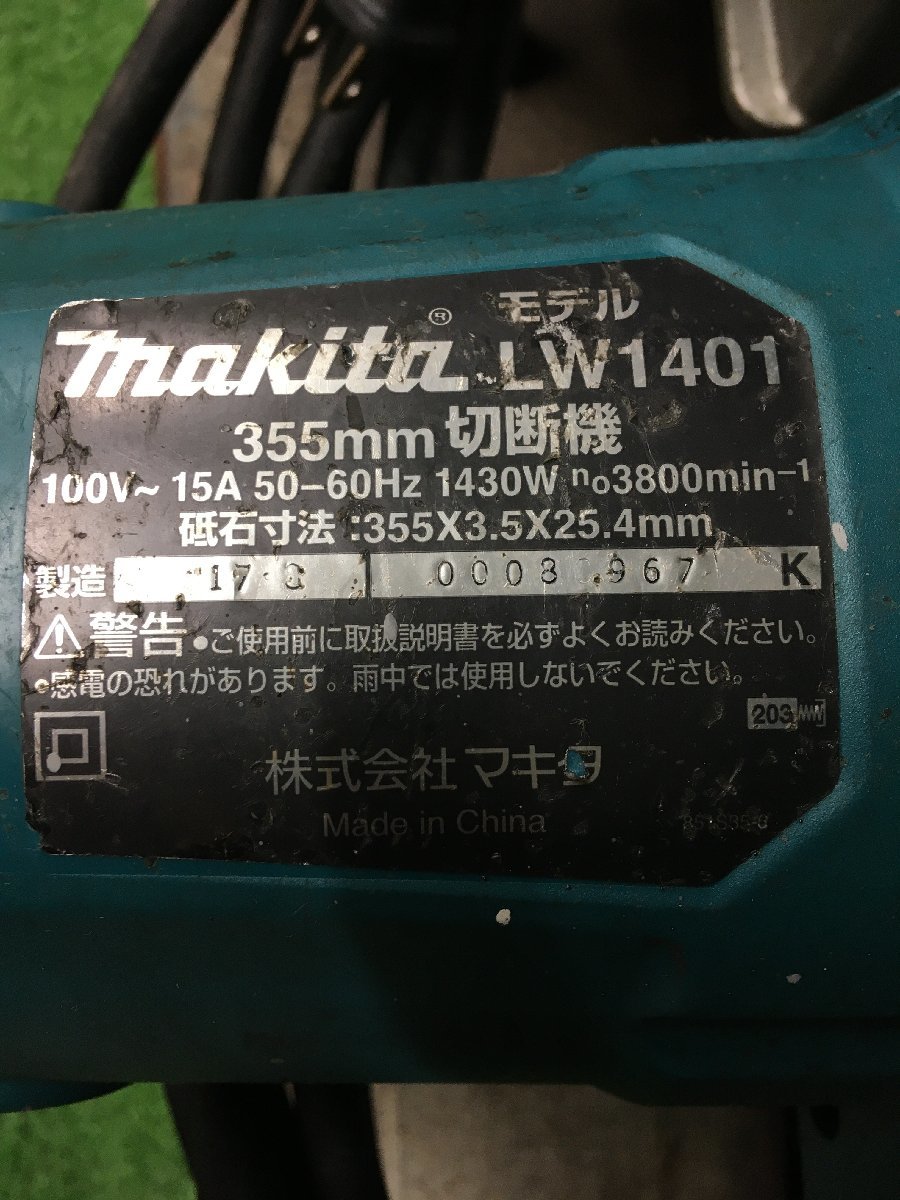 makita® モデル LW1401
355mm 切断機
100V~ 15A 50-60Hz 1430W n₀3800min⁻¹
砥石寸法:355X3.5X25.4mm
製造 17 K
⚠警告 •ご使用前に取扱説明書を必ずよくお読みください。
•感電の恐れがあります。雨中では使用しないでください。
203
株式会社 マキタ
Made in China